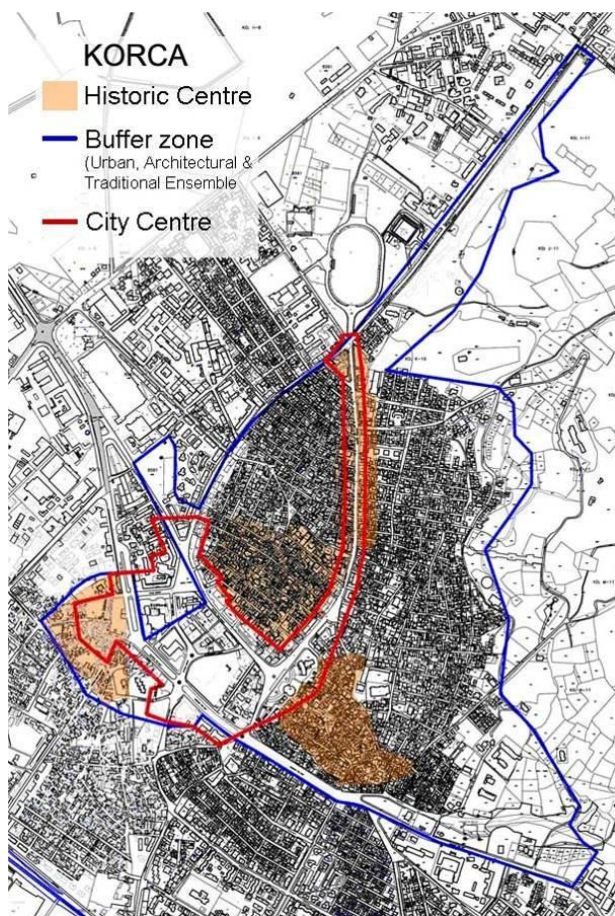 KORCA
Historic Centre
Buffer zone
(Urban, Architectural &
Traditional Ensemble
City Centre